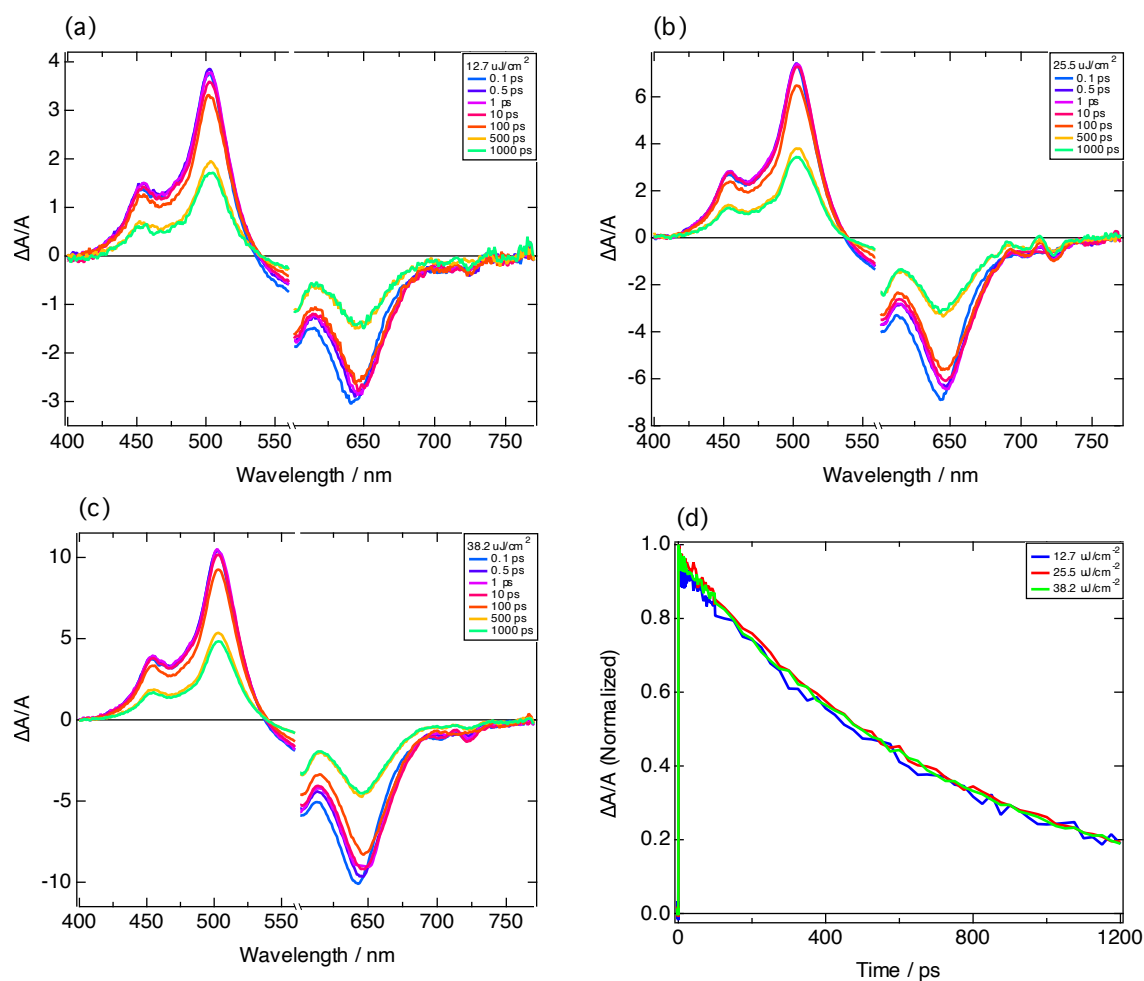 (a)
ΔA/A
4
3
2
1
0
-1
-2
-3
12.7 uJ/cm²
0.1 ps
0.5 ps
1 ps
10 ps
100 ps
500 ps
1000 ps
400 450 500 550 650 700 750
Wavelength / nm
(b)
ΔA/A
6
4
2
0
-2
-4
-6
-8
25.5 uJ/cm²
0.1 ps
0.5 ps
1 ps
10 ps
100 ps
500 ps
1000 ps
400 450 500 550 650 700 750
Wavelength / nm
(c)
ΔA/A
10
5
0
-5
-10
38.2 uJ/cm²
0.1 ps
0.5 ps
1 ps
10 ps
100 ps
500 ps
1000 ps
400 450 500 550 650 700 750
Wavelength / nm
(d)
ΔA/A (Normalized)
1.0
0.8
0.6
0.4
0.2
0.0
12.7 uJ/cm⁻²
25.5 uJ/cm⁻²
38.2 uJ/cm⁻²
0 400 800 1200
Time / ps